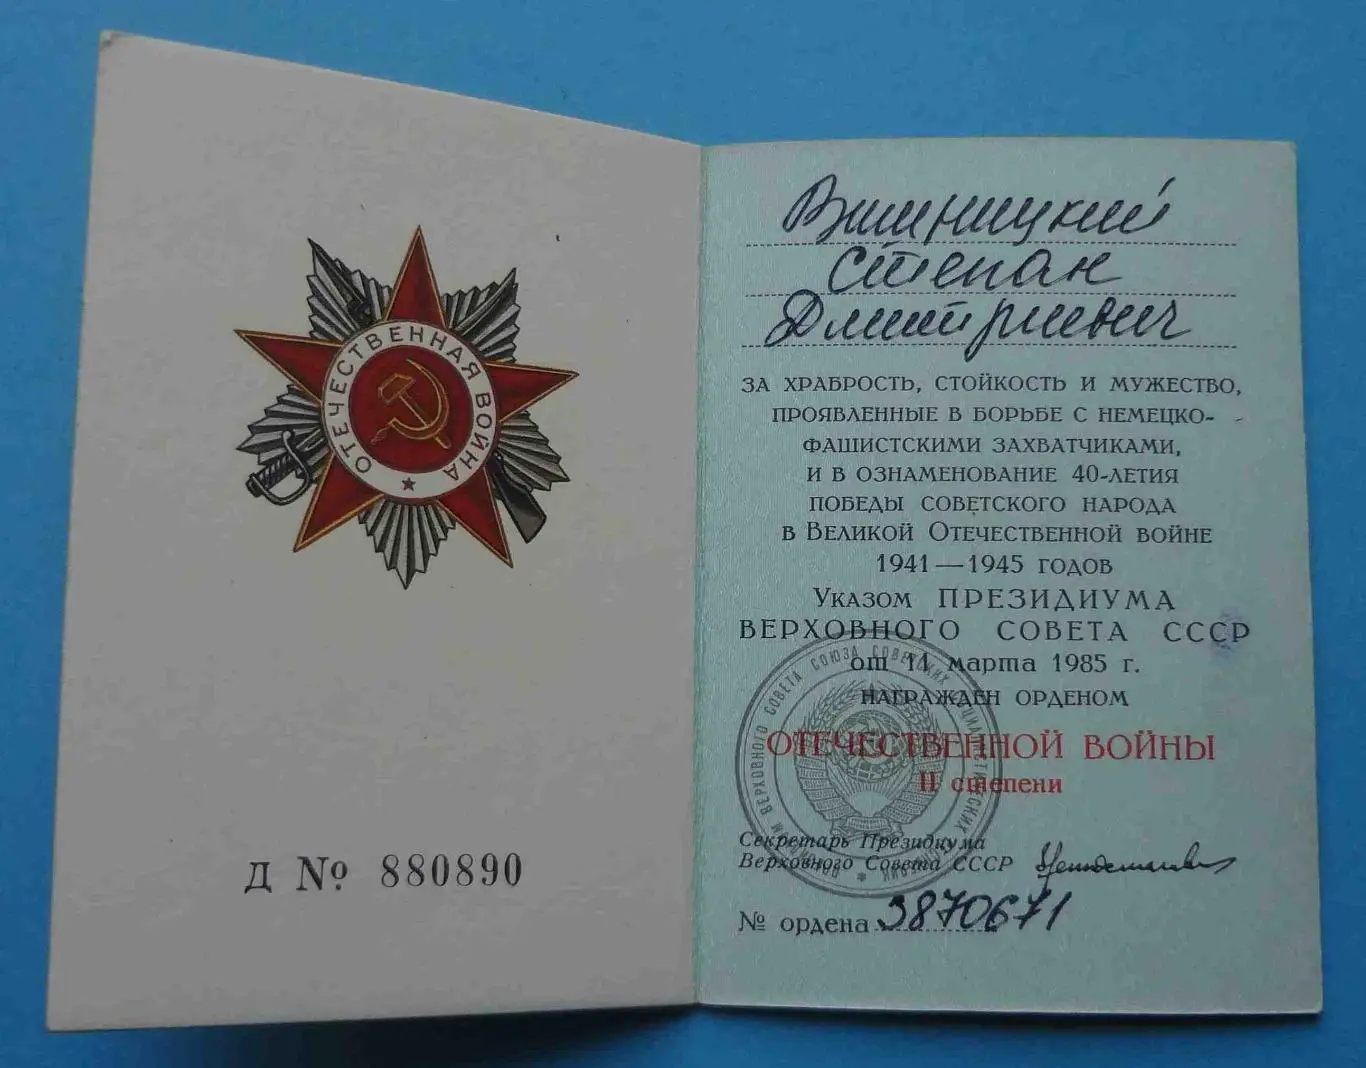 ОТЕЧЕСТВЕННАЯ ВОЙНА
Д № 880890
Винницкий
Степан
Дмитриевич
ЗА ХРАБРОСТЬ, СТОЙКОСТЬ И МУЖЕСТВО,
ПРОЯВЛЕННЫЕ В БОРЬБЕ С НЕМЕЦКО-
ФАШИСТСКИМИ ЗАХВАТЧИКАМИ,
И В ОЗНАМЕНОВАНИЕ 40-ЛЕТИЯ
ПОБЕДЫ СОВЕТСКОГО НАРОДА
В ВЕЛИКОЙ ОТЕЧЕСТВЕННОЙ ВОЙНЕ
1941—1945 ГОДОВ
УКАЗОМ ПРЕЗИДИУМА
ВЕРХОВНОГО СОВЕТА СССР
от 11 марта 1985 г.
НАГРАЖДЕН ОРДЕНОМ
ОТЕЧЕСТВЕННОЙ ВОЙНЫ
II степени
Секретарь Президиума
Верховного Совета СССР
№ ордена 3870671